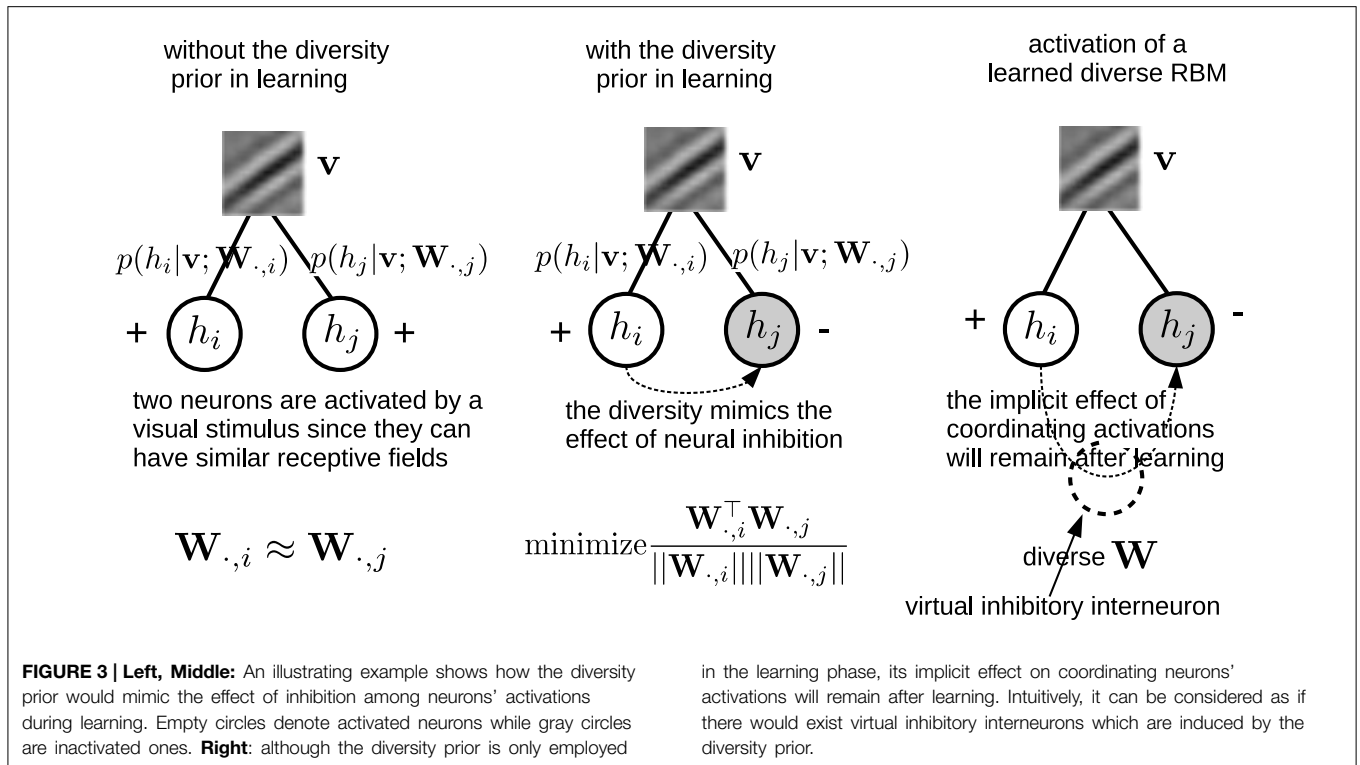 without the diversity
prior in learning
v
p(h_i|v; W_{·,i}) p(h_j|v; W_{·,j})
+ h_i h_j +
two neurons are activated by a
visual stimulus since they can
have similar receptive fields
W_{·,i} ≈ W_{·,j}
with the diversity
prior in learning
v
p(h_i|v; W_{·,i}) p(h_j|v; W_{·,j})
+ h_i h_j -
the diversity mimics the
effect of neural inhibition
minimize W_{·,i}^⊤ W_{·,j} / ||W_{·,i}||||W_{·,j}||
activation of a
learned diverse RBM
v
+ h_i h_j -
the implicit effect of
coordinating activations
will remain after learning
diverse W
virtual inhibitory interneuron
FIGURE 3 | Left, Middle: An illustrating example shows how the diversity
prior would mimic the effect of inhibition among neurons' activations
during learning. Empty circles denote activated neurons while gray circles
are inactivated ones. Right: although the diversity prior is only employed
in the learning phase, its implicit effect on coordinating neurons'
activations will remain after learning. Intuitively, it can be considered as if
there would exist virtual inhibitory interneurons which are induced by the
diversity prior.